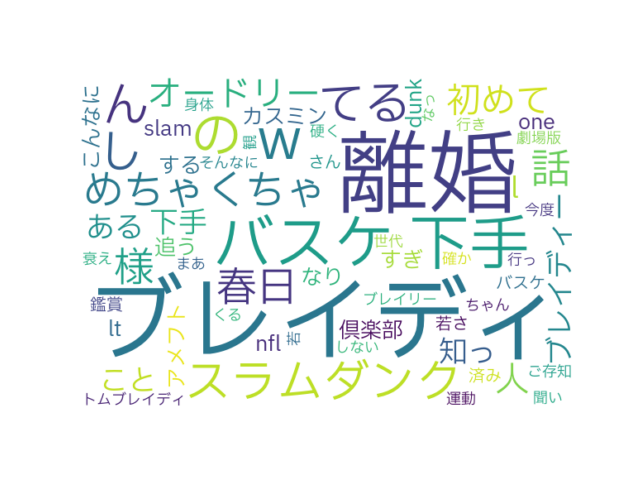 こんなに
ん
オードリー
身体
てる
dunk
なっ
初めて
slam
の
カスミン
硬く
行き
one
劇場版
し
する
そんなに
観
w
さん
離婚
l
話
めちゃくちゃ
今度
ある
下手
追う
バスケ
下手
世代
すぎ
確か
行っ
ブレイディー
衰え
様
まあ
春日
なり
バスケ
鑑賞
ブレイディ
プレイリー
ちゃん
lt
アメフト
くる
nfl
若
倶楽部
若さ
しない
知っ
ご存知
こと
スラムダンク
済み
人
トムブレイディ
運動
聞い